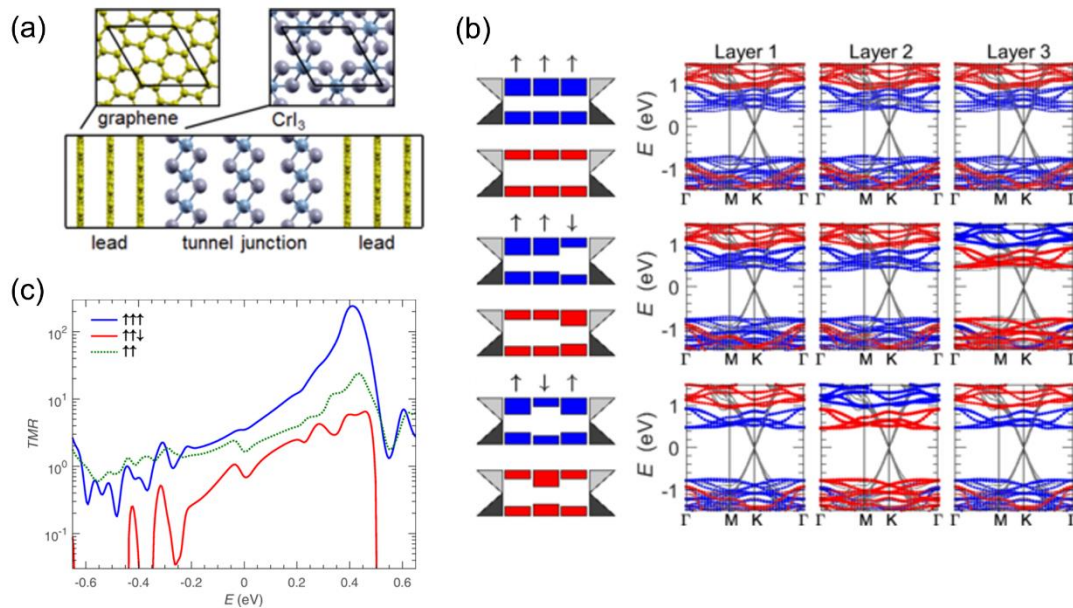 (a)
graphene
CrI₃
lead
tunnel junction
lead
(b)
Layer 1
Layer 2
Layer 3
↑ ↑ ↑
E (eV)
1
0
-1
Γ M K Γ
Γ M K Γ
Γ M K Γ
↑ ↑ ↓
E (eV)
1
0
-1
Γ M K Γ
Γ M K Γ
Γ M K Γ
↑ ↓ ↑
E (eV)
1
0
-1
Γ M K Γ
Γ M K Γ
Γ M K Γ
(c)
TMR
10²
10¹
10⁰
10⁻¹
↑↑↑
↑↑↓
↑↑
-0.6 -0.4 -0.2 0 0.2 0.4 0.6
E (eV)